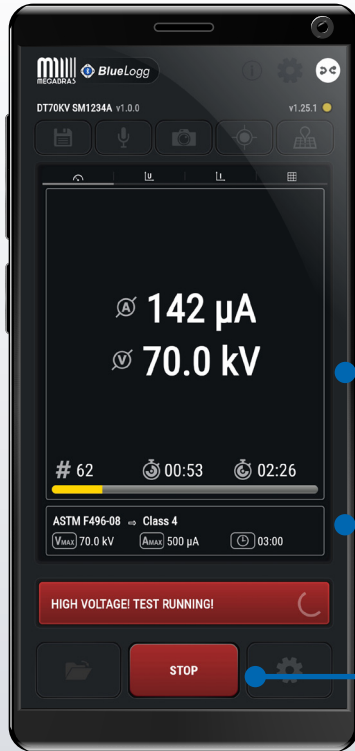 MEGABRAS BlueLogg
DT70KV SM1234A v1.0.0 v1.25.1
U I
A 142 µA
V 70.0 kV
# 62 00:53 02:26
ASTM F496-08 ⇨ Class 4
VMAX 70.0 kV AMAX 500 µA 03:00
HIGH VOLTAGE! TEST RUNNING!
STOP